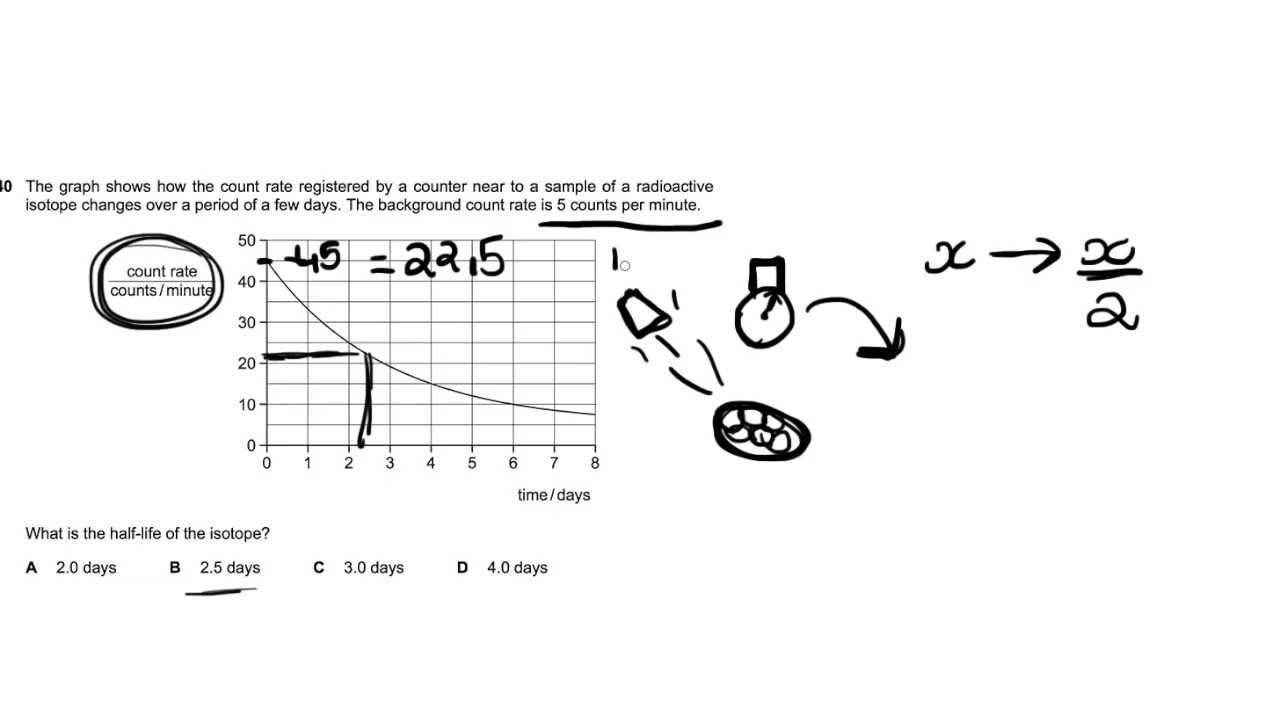 40 The graph shows how the count rate registered by a counter near to a sample of a radioactive
isotope changes over a period of a few days. The background count rate is 5 counts per minute.
count rate
counts / minute
50
40
30
20
10
0
45 = 22.5
0 1 2 3 4 5 6 7 8
time / days
x → x/2
What is the half-life of the isotope?
A 2.0 days B 2.5 days C 3.0 days D 4.0 days